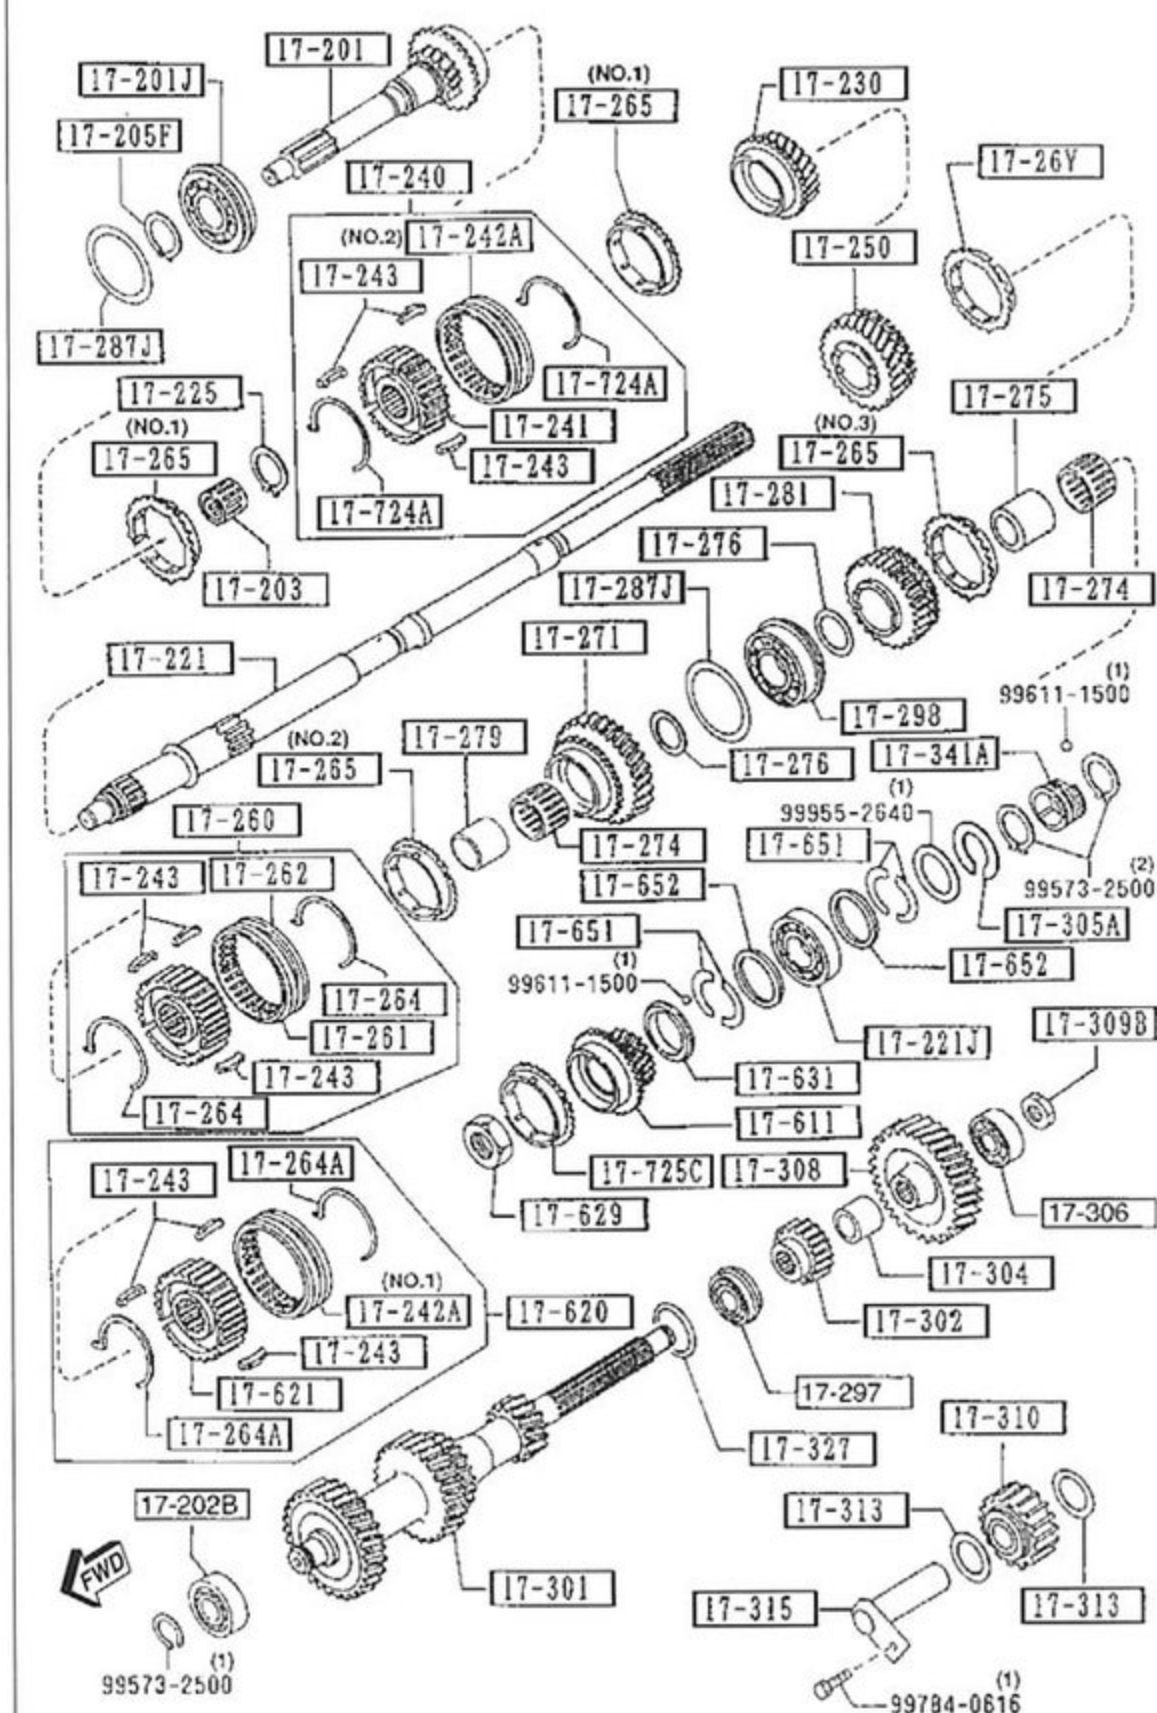 17-201
17-201J
(NO.1)
17-265
17-230
17-205F
17-240
17-26Y
(NO.2) 17-242A
17-250
17-243
17-287J
17-724A
17-225
17-275
(NO.1)
17-265
17-241
(NO.3)
17-265
17-243
17-281
17-724A
17-276
17-203
17-287J
17-274
17-271
17-221
(1)
99611-1500
17-298
17-279
(NO.2)
17-265
17-276
17-341A
(1)
99955-2640
17-260
17-274
17-651
17-243
17-262
17-652
(2)
99573-2500
17-305A
17-651
17-652
(1)
99611-1500
17-264
17-309B
17-261
17-221J
17-243
17-631
17-264
17-611
17-264A
17-725C
17-308
17-243
17-629
17-306
17-304
(NO.1)
17-242A
17-620
17-302
17-243
17-621
17-297
17-310
17-264A
17-327
17-202B
17-313
FWD
17-301
17-315
17-313
(1)
99573-2500
(1)
99784-0616